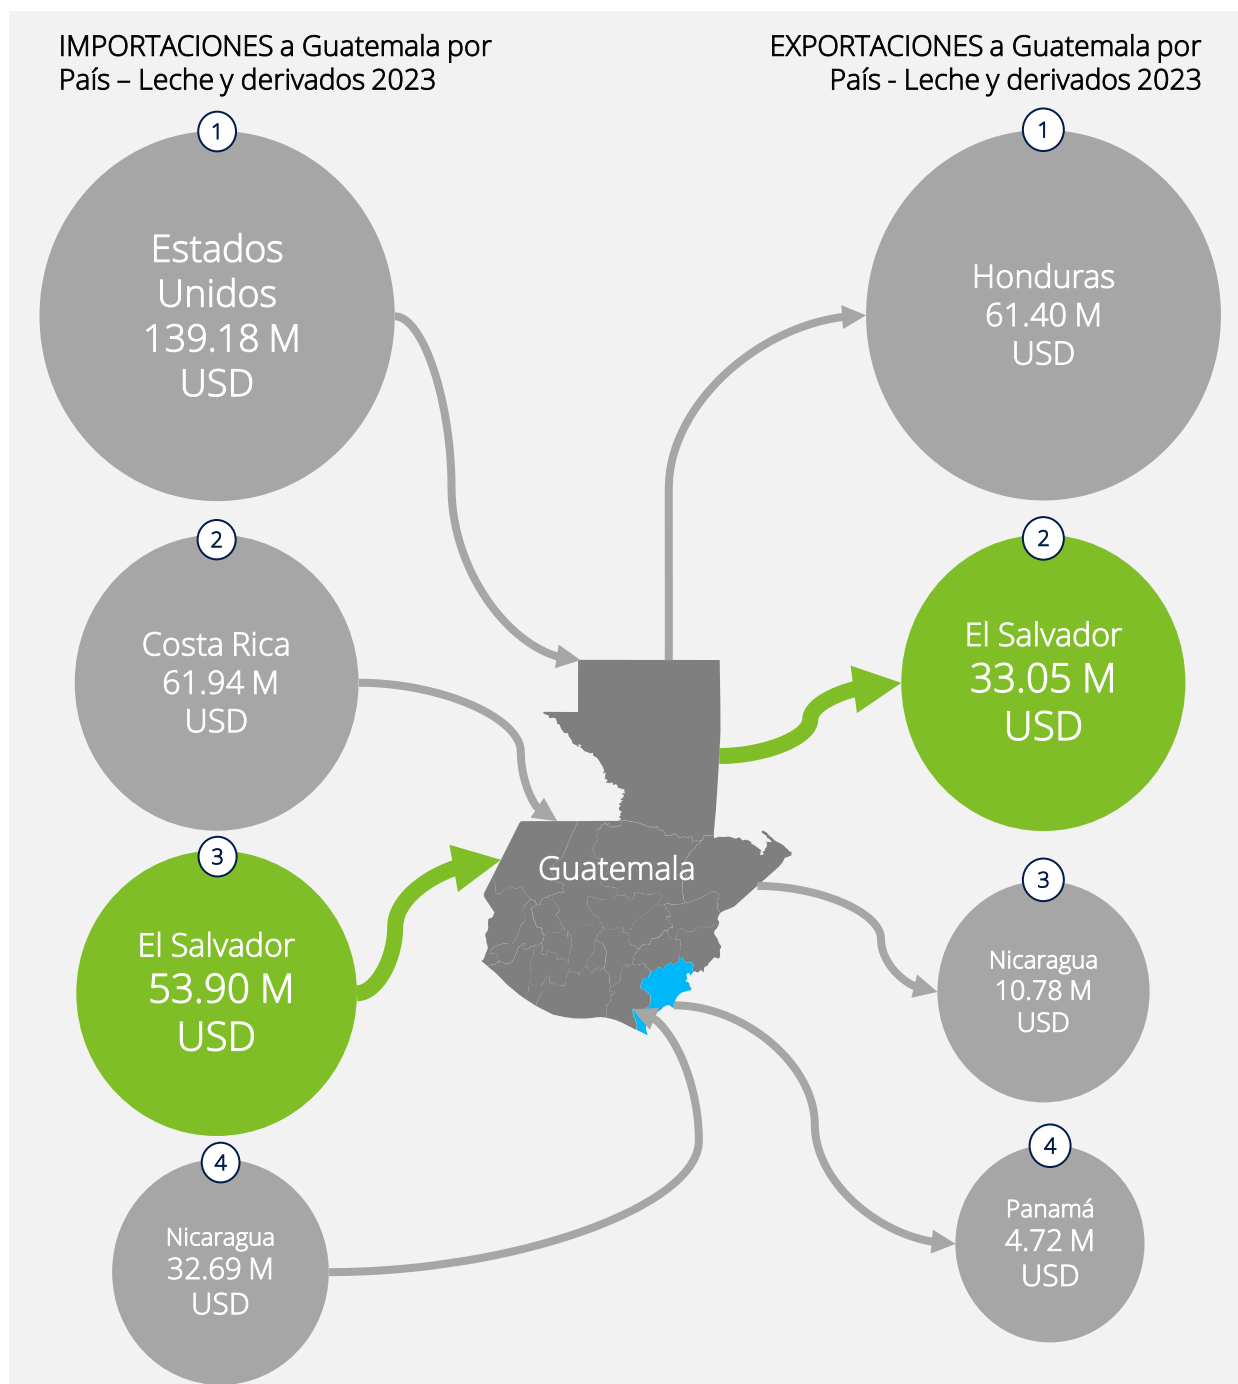 IMPORTACIONES a Guatemala por
País – Leche y derivados 2023
1
Estados
Unidos
139.18 M
USD
2
Costa Rica
61.94 M
USD
3
El Salvador
53.90 M
USD
4
Nicaragua
32.69 M
USD
Guatemala
EXPORTACIONES a Guatemala por
País - Leche y derivados 2023
1
Honduras
61.40 M
USD
2
El Salvador
33.05 M
USD
3
Nicaragua
10.78 M
USD
4
Panamá
4.72 M
USD